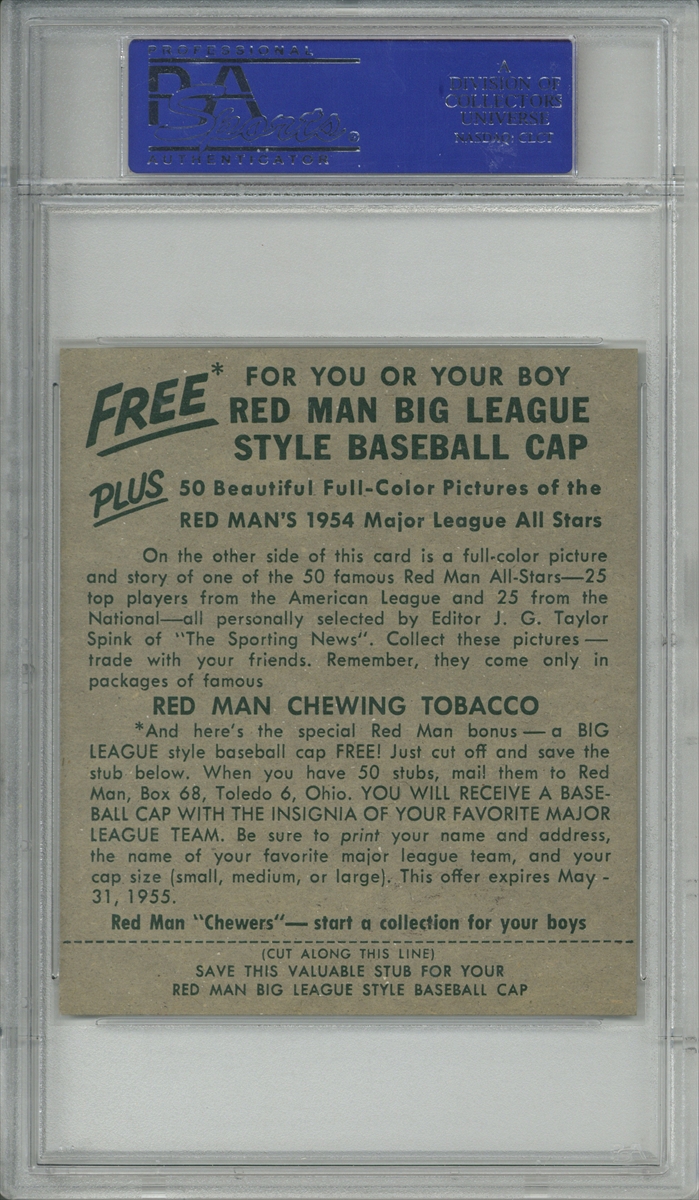 PROFESSIONAL
PSA
Sports
AUTHENTICATOR
A
DIVISION OF
COLLECTORS
UNIVERSE
NASDAQ: CLCT
FREE* FOR YOU OR YOUR BOY
RED MAN BIG LEAGUE
STYLE BASEBALL CAP
PLUS 50 Beautiful Full-Color Pictures of the
RED MAN'S 1954 Major League All Stars
On the other side of this card is a full-color picture
and story of one of the 50 famous Red Man All-Stars—25
top players from the American League and 25 from the
National—all personally selected by Editor J. G. Taylor
Spink of "The Sporting News". Collect these pictures —
trade with your friends. Remember, they come only in
packages of famous
RED MAN CHEWING TOBACCO
*And here's the special Red Man bonus — a BIG
LEAGUE style baseball cap FREE! Just cut off and save the
stub below. When you have 50 stubs, mail them to Red
Man, Box 68, Toledo 6, Ohio. YOU WILL RECEIVE A BASE-
BALL CAP WITH THE INSIGNIA OF YOUR FAVORITE MAJOR
LEAGUE TEAM. Be sure to print your name and address,
the name of your favorite major league team, and your
cap size (small, medium, or large). This offer expires May -
31, 1955.
Red Man "Chewers"— start a collection for your boys
(CUT ALONG THIS LINE)
SAVE THIS VALUABLE STUB FOR YOUR
RED MAN BIG LEAGUE STYLE BASEBALL CAP